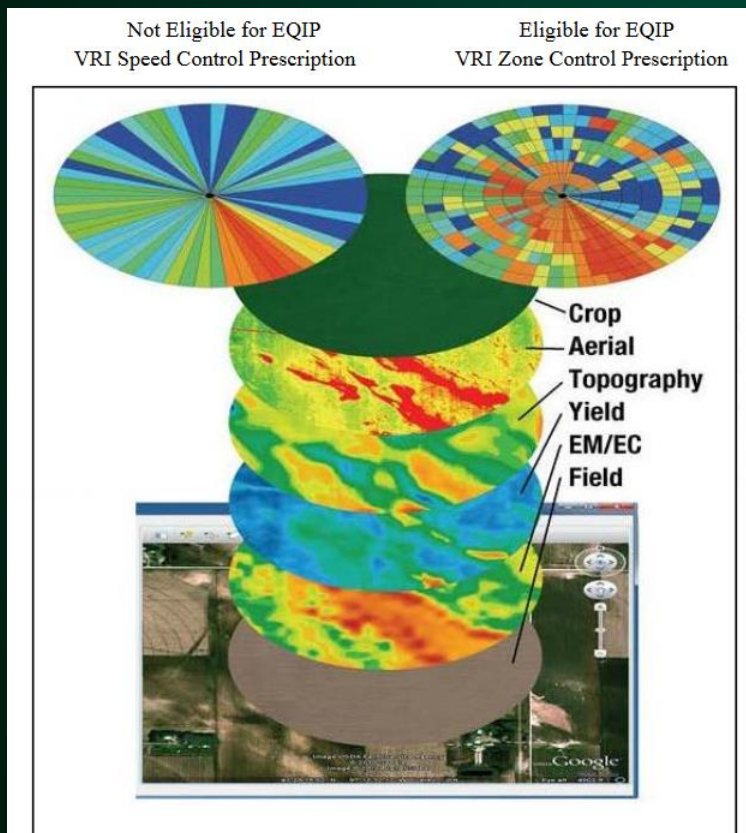 Not Eligible for EQIP
VRI Speed Control Prescription
Eligible for EQIP
VRI Zone Control Prescription
Crop
Aerial
Topography
Yield
EM/EC
Field
Google